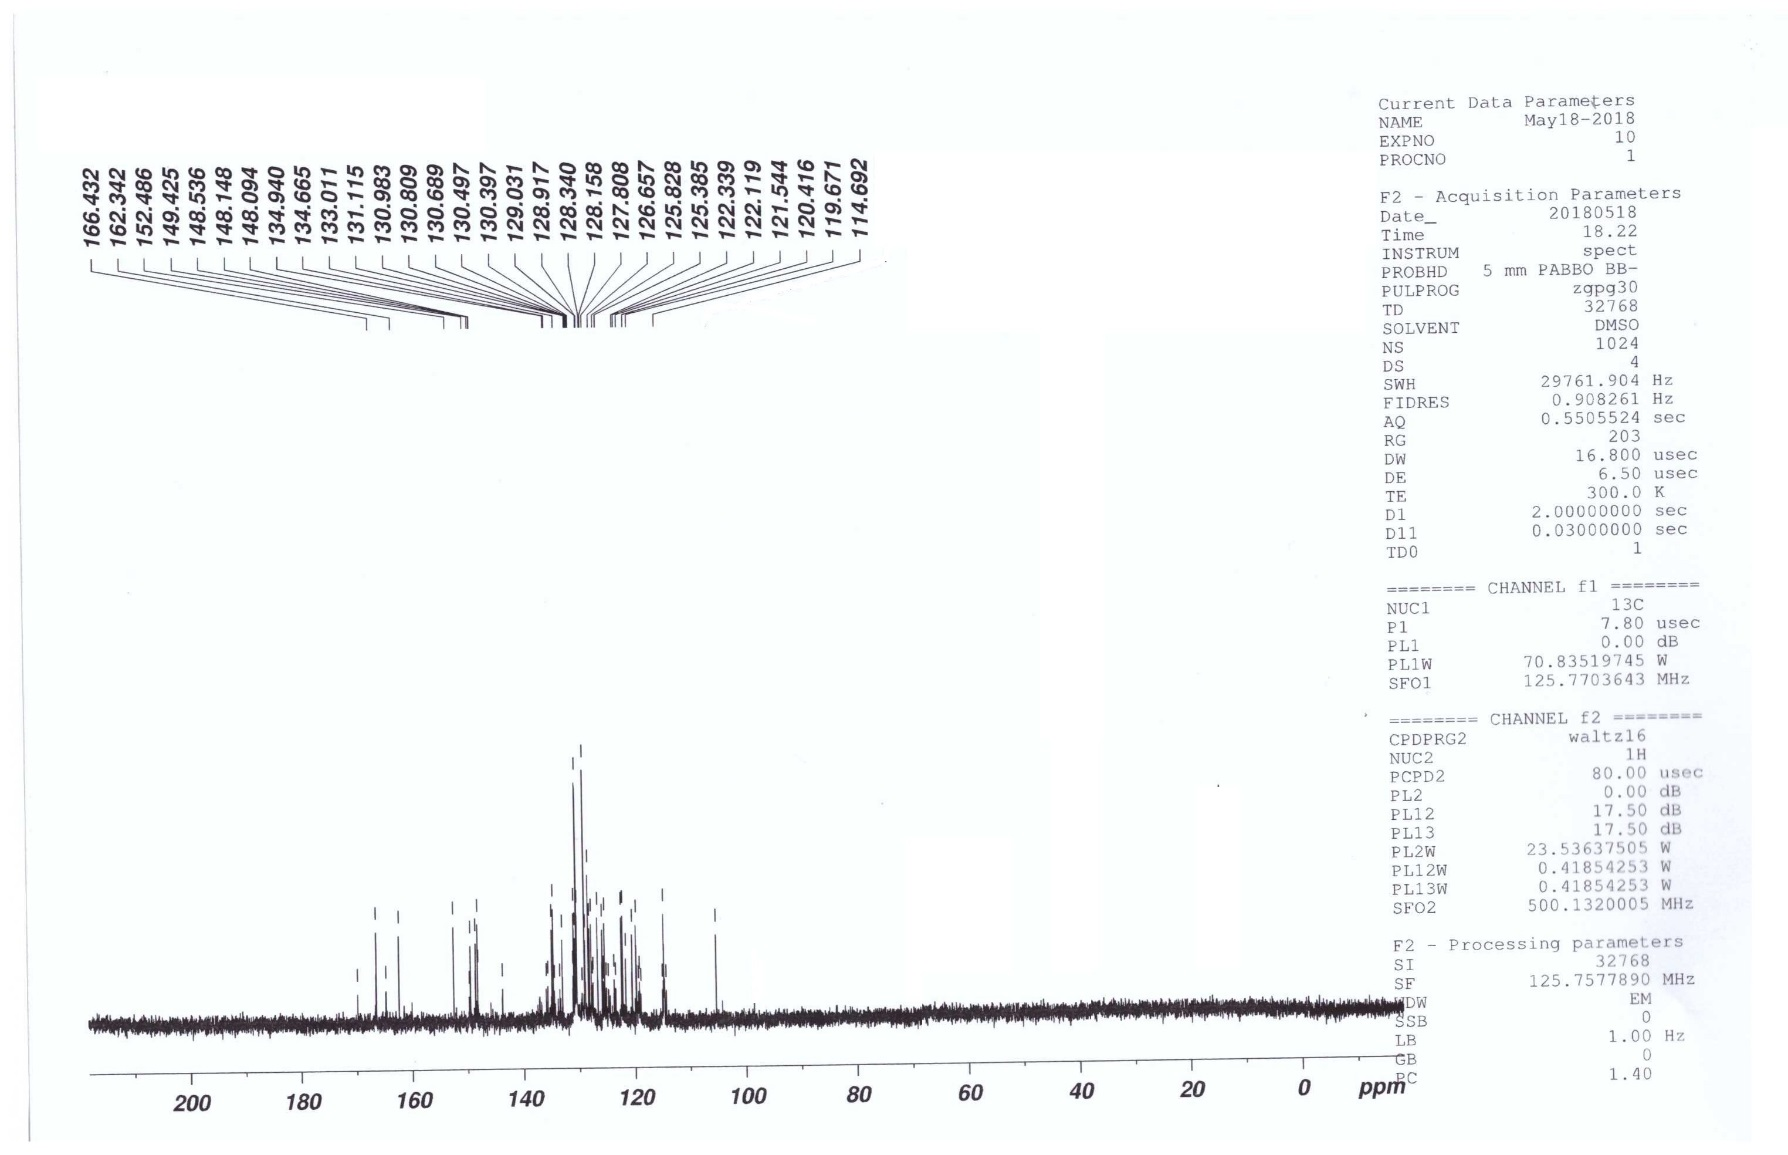 166.432
162.342
152.486
149.425
148.536
148.148
148.094
134.940
134.665
133.011
131.115
130.983
130.809
130.689
130.497
130.397
129.031
128.917
128.340
128.158
127.808
126.657
125.828
125.385
122.339
122.119
121.544
120.416
119.671
114.692
200 180 160 140 120 100 80 60 40 20 0 ppm
Current Data Parameters
NAME May18-2018
EXPNO 10
PROCNO 1
F2 - Acquisition Parameters
Date_ 20180518
Time 18.22
INSTRUM spect
PROBHD 5 mm PABBO BB-
PULPROG zgpg30
TD 32768
SOLVENT DMSO
NS 1024
DS 4
SWH 29761.904 Hz
FIDRES 0.908261 Hz
AQ 0.5505524 sec
RG 203
DW 16.800 usec
DE 6.50 usec
TE 300.0 K
D1 2.00000000 sec
D11 0.03000000 sec
TD0 1
======== CHANNEL f1 ========
NUC1 13C
P1 7.80 usec
PL1 0.00 dB
PL1W 70.83519745 W
SFO1 125.7703643 MHz
======== CHANNEL f2 ========
CPDPRG2 waltz16
NUC2 1H
PCPD2 80.00 usec
PL2 0.00 dB
PL12 17.50 dB
PL13 17.50 dB
PL2W 23.53637505 W
PL12W 0.41854253 W
PL13W 0.41854253 W
SFO2 500.1320005 MHz
F2 - Processing parameters
SI 32768
SF 125.7577890 MHz
WDW EM
SSB 0
LB 1.00 Hz
GB 0
PC 1.40